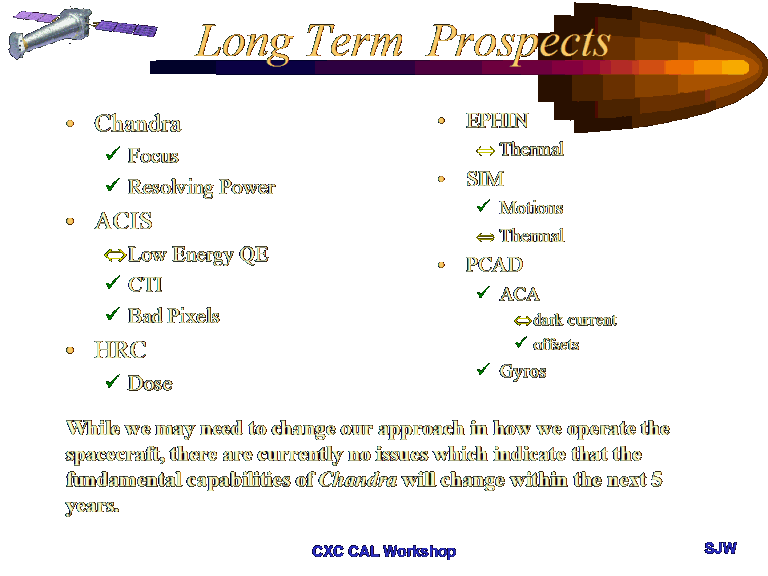 Long Term Prospects
• Chandra
✓ Focus
✓ Resolving Power
• ACIS
⇔ Low Energy QE
✓ CTI
✓ Bad Pixels
• HRC
✓ Dose
• EPHIN
⇔ Thermal
• SIM
✓ Motions
⇔ Thermal
• PCAD
✓ ACA
⇔ dark current
✓ offsets
✓ Gyros
While we may need to change our approach in how we operate the
spacecraft, there are currently no issues which indicate that the
fundamental capabilities of Chandra will change within the next 5
years.
CXC CAL Workshop
SJW